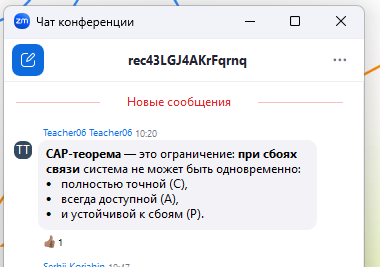 zm Чат конференции
rec43LGJ4AKrFqrnq
Новые сообщения
Teacher06 Teacher06 10:20
TT
CAP-теорема — это ограничение: при сбоях
связи система не может быть одновременно:
• полностью точной (C),
• всегда доступной (A),
• и устойчивой к сбоям (P).
1